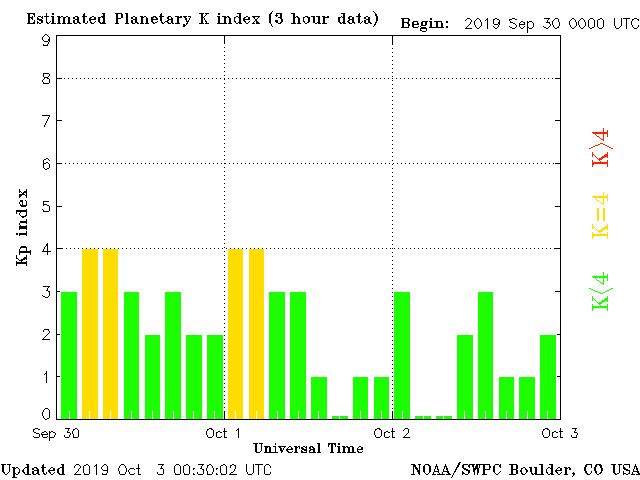 Estimated Planetary K index (3 hour data)
Begin: 2019 Sep 30 0000 UTC
9
8
7
6
5
4
3
2
1
0
Kp index
K>4
K=4
K<4
Sep 30
Oct 1
Oct 2
Oct 3
Universal Time
Updated 2019 Oct 3 00:30:02 UTC
NOAA/SWPC Boulder, CO USA